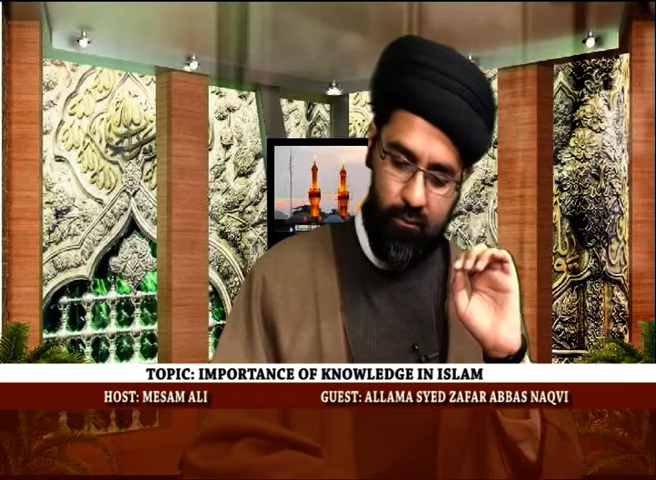 TOPIC: IMPORTANCE OF KNOWLEDGE IN ISLAM
HOST: MESAM ALI
GUEST: ALLAMA SYED ZAFAR ABBAS NAQVI